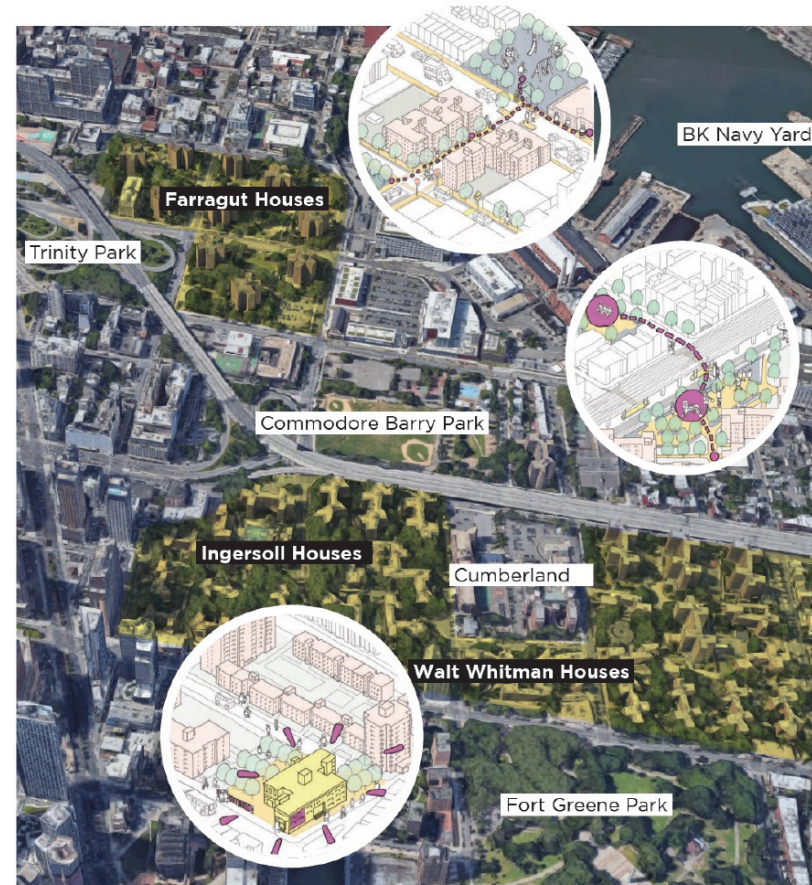 BK Navy Yard
Farragut Houses
Trinity Park
Commodore Barry Park
Ingersoll Houses
Cumberland
Walt Whitman Houses
Fort Greene Park